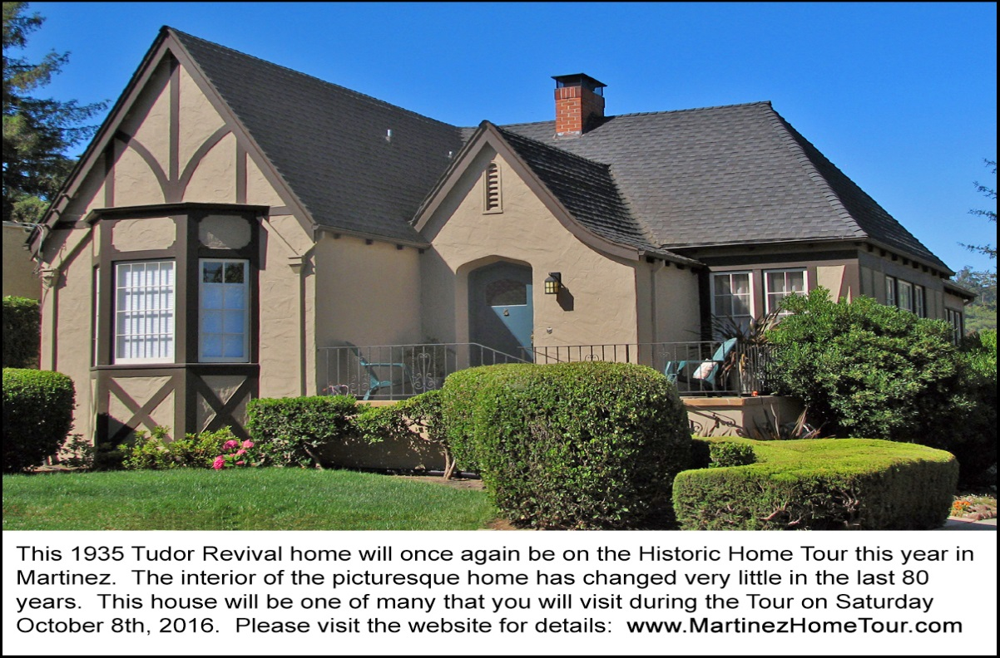 This 1935 Tudor Revival home will once again be on the Historic Home Tour this year in
Martinez.  The interior of the picturesque home has changed very little in the last 80
years.  This house will be one of many that you will visit during the Tour on Saturday
October 8th, 2016.  Please visit the website for details:  www.MartinezHomeTour.com